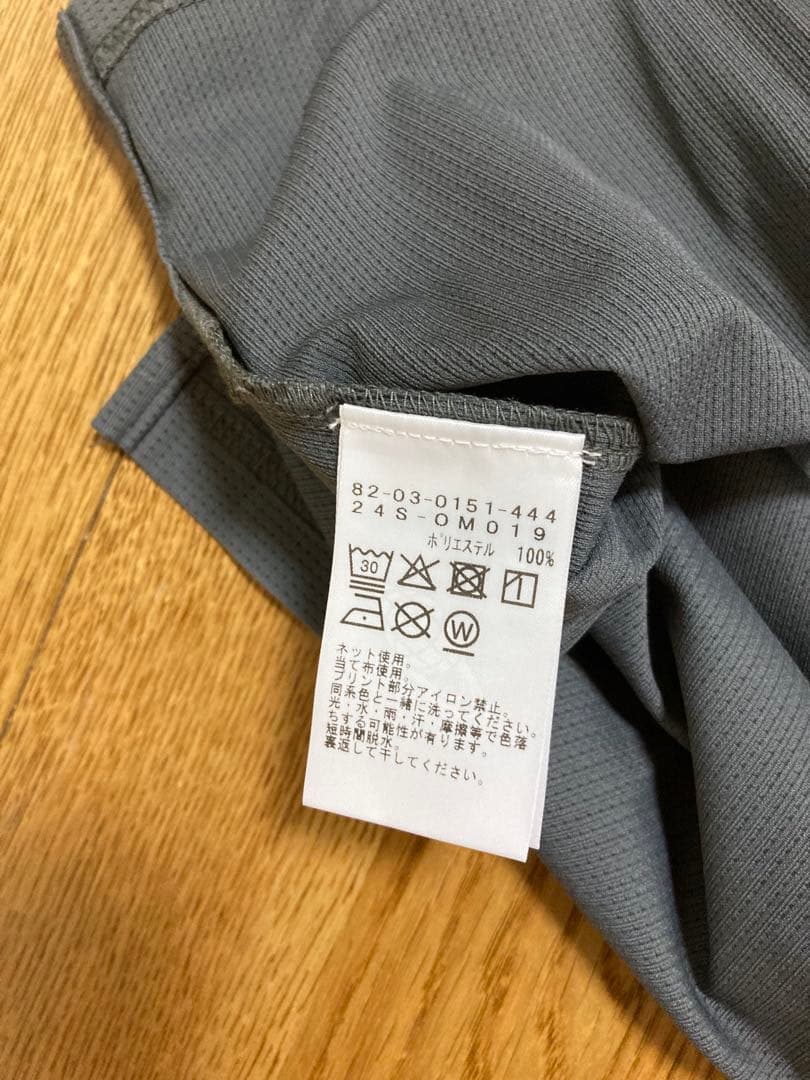 82-03-0151-444
24S-OM019
ポリエステル 100%
30
W
ネット使用。
当て布使用。
プリント部分アイロン禁止。
同系色と一緒に洗ってください。
光・水・雨・汗・摩擦等で色落
ちする可能性が有ります。
短時間脱水。
裏返して干してください。